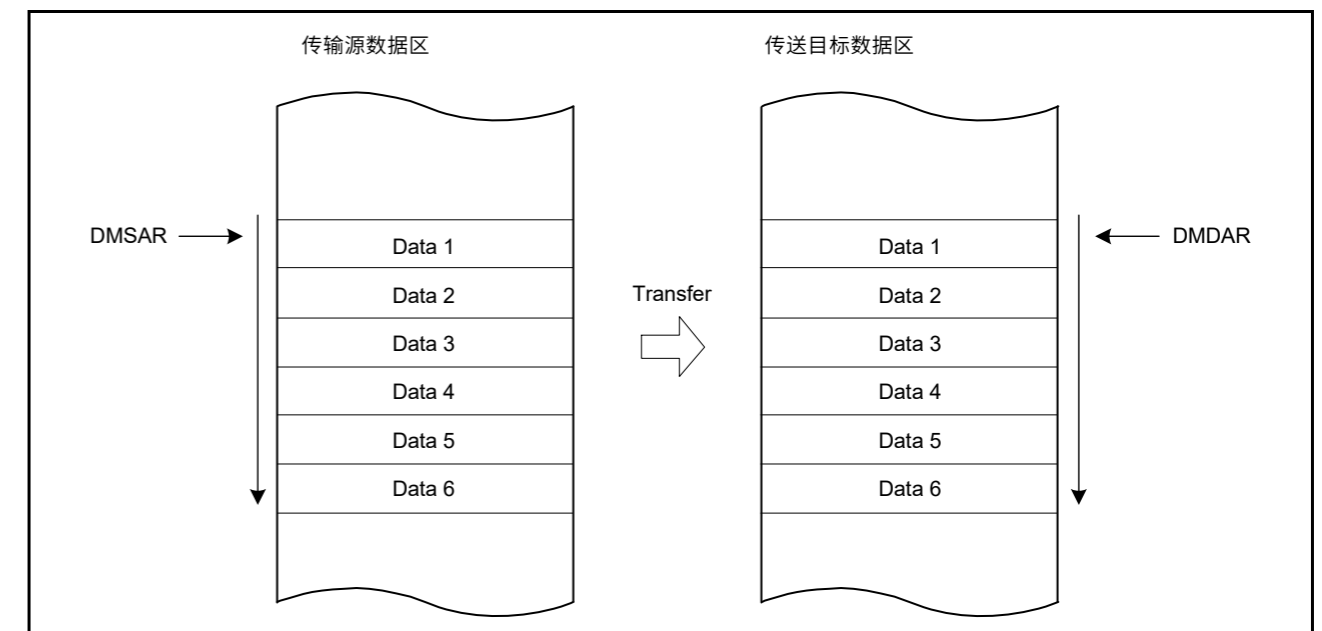 传输源数据区
传送目标数据区
DMSAR
Data 1
Data 2
Data 3
Data 4
Data 5
Data 6
Transfer
Data 1
Data 2
Data 3
Data 4
Data 5
Data 6
DMDAR